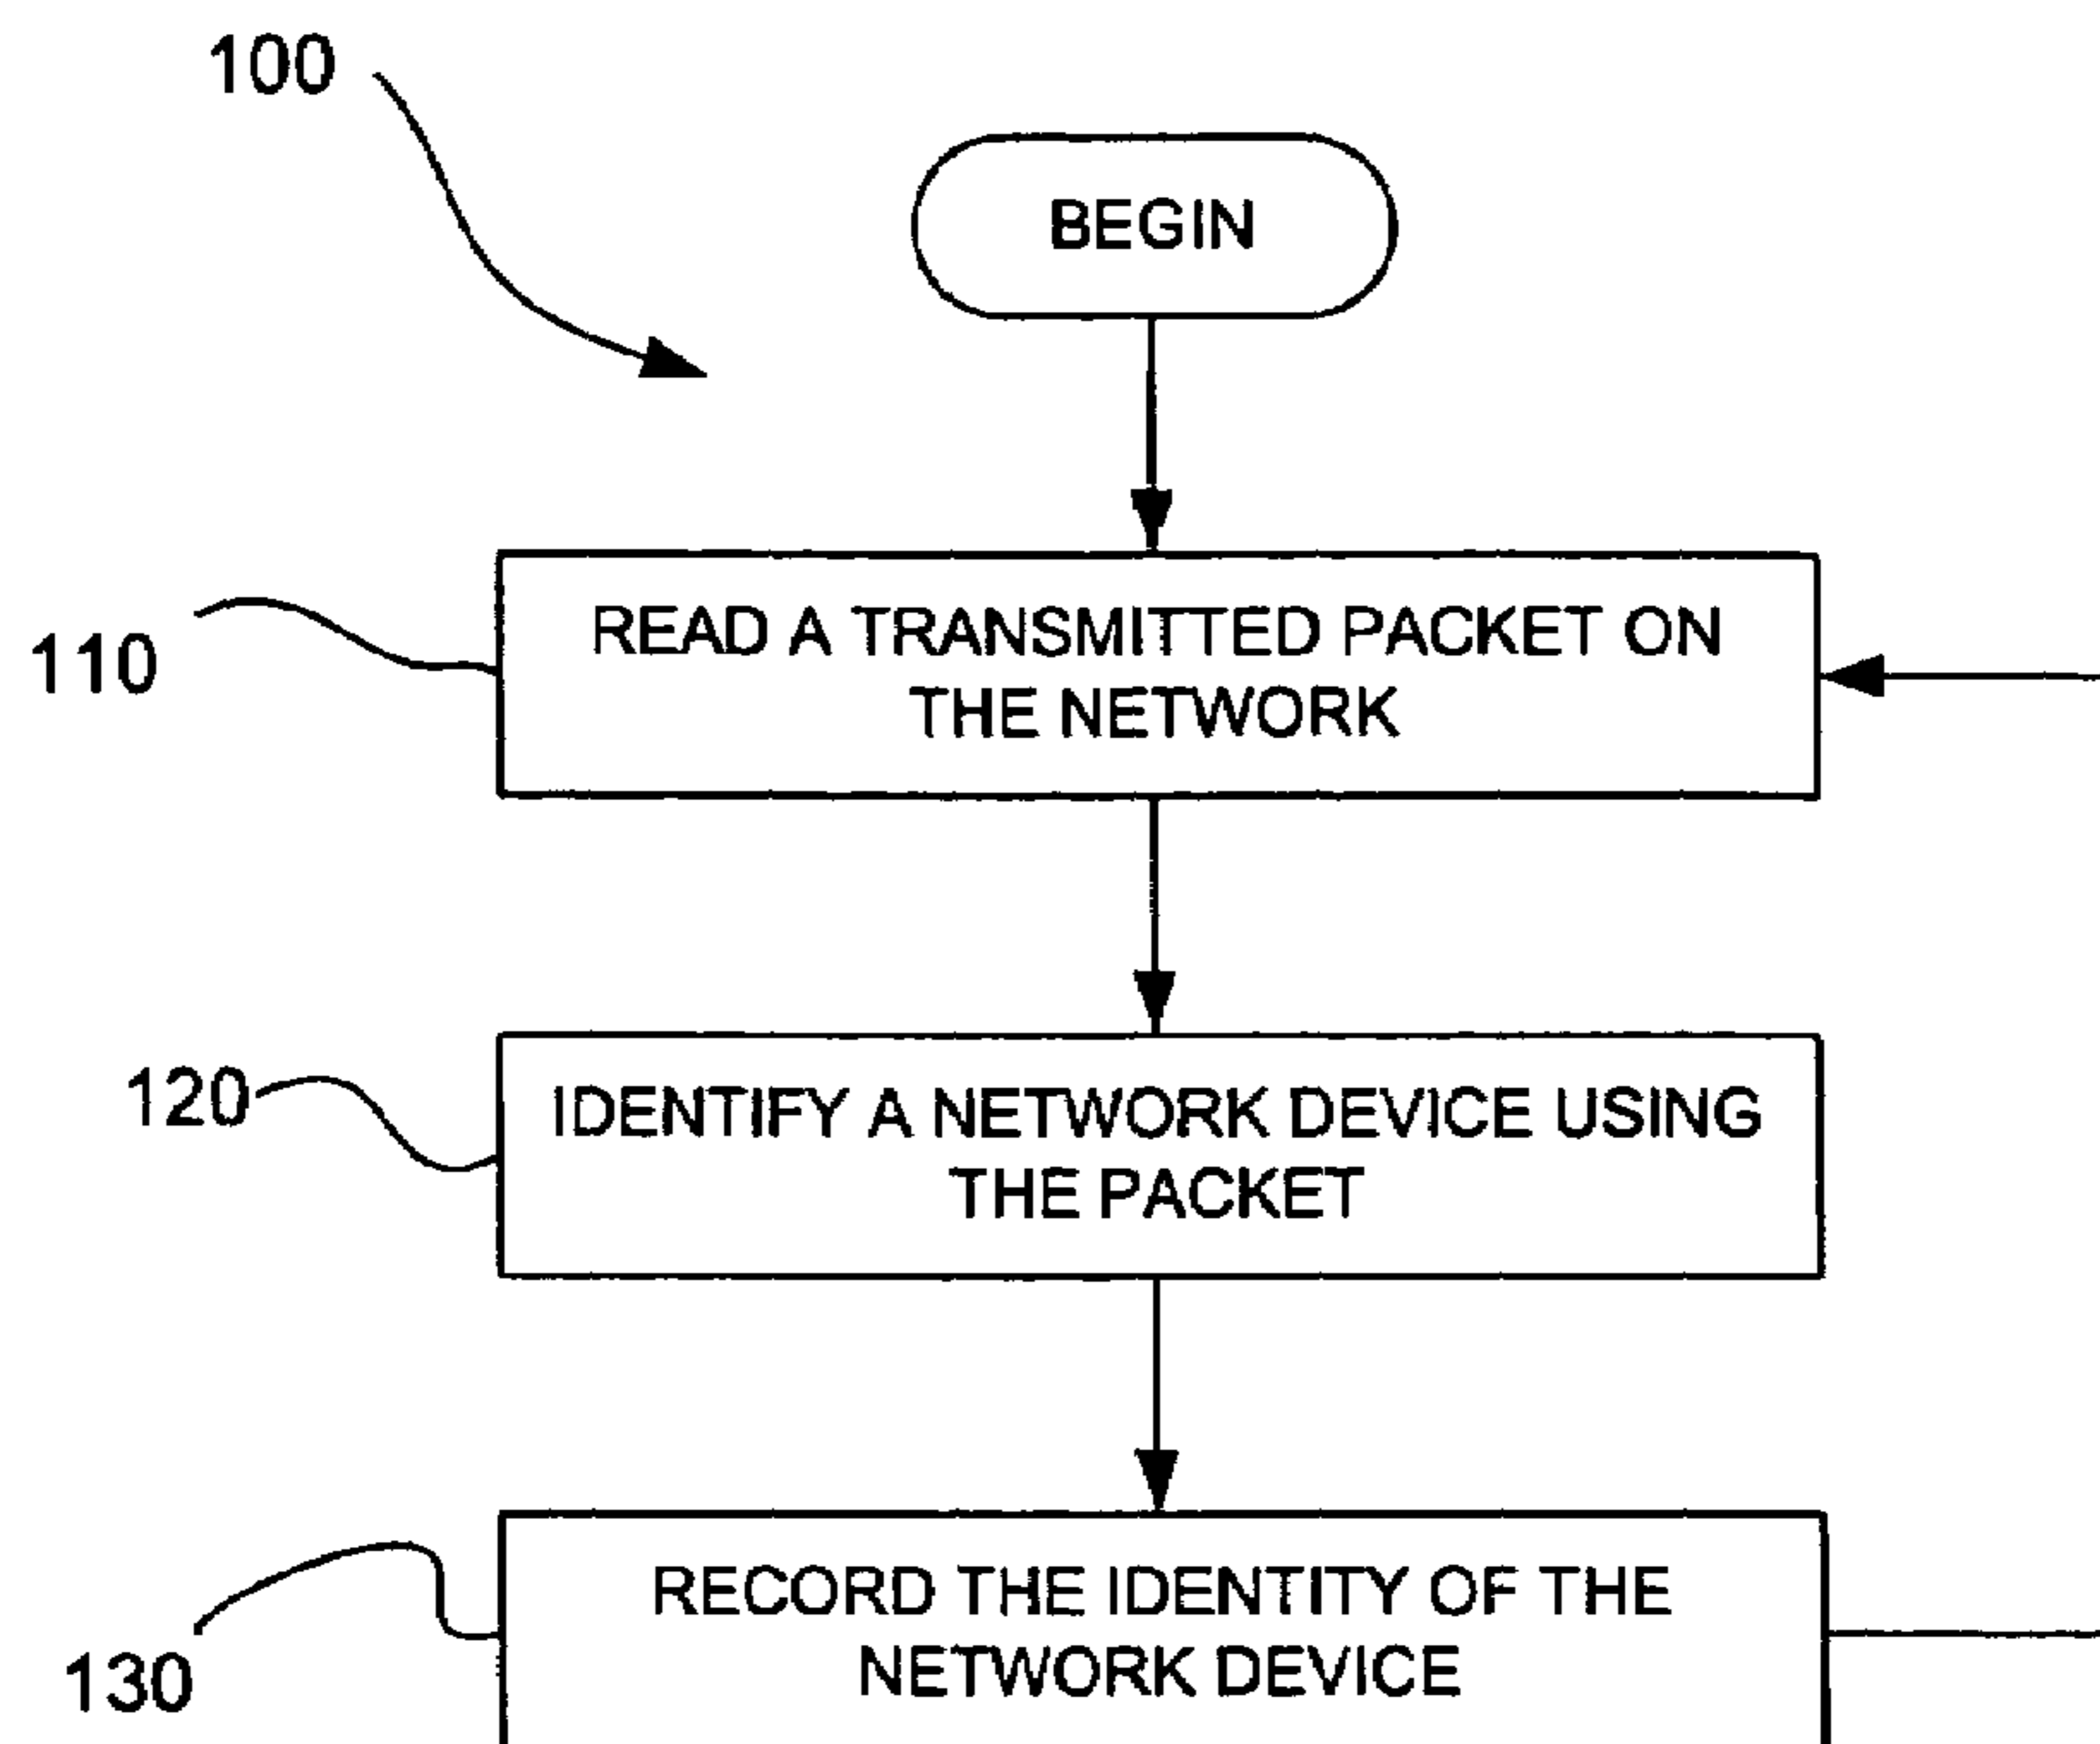 100
BEGIN
110
READ A TRANSMITTED PACKET ON
THE NETWORK
120
IDENTIFY A NETWORK DEVICE USING
THE PACKET
130
RECORD THE IDENTITY OF THE
NETWORK DEVICE